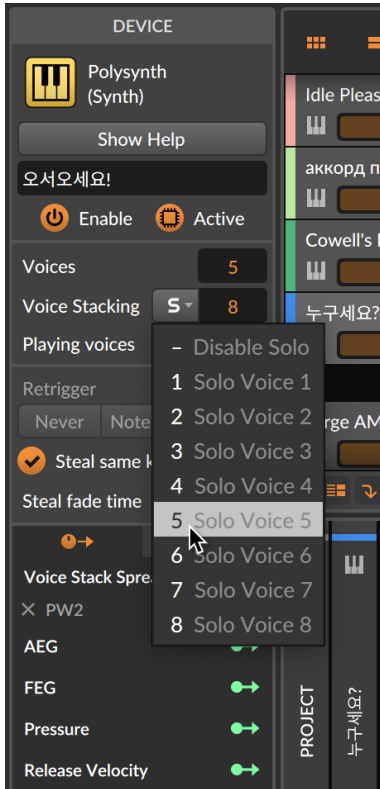 DEVICE
Polysynth
(Synth)
Show Help
오서오세요!
Enable
Active
Voices
5
Voice Stacking
S
8
Playing voices
– Disable Solo
1 Solo Voice 1
2 Solo Voice 2
3 Solo Voice 3
4 Solo Voice 4
5 Solo Voice 5
6 Solo Voice 6
7 Solo Voice 7
8 Solo Voice 8
Retrigger
Never
Note
Steal same k
Steal fade time
Voice Stack Spre
× PW2
AEG
FEG
Pressure
Release Velocity
Idle Pleas
аккорд п
Cowell's
누구세요?
rge AM
PROJECT
누구세요?